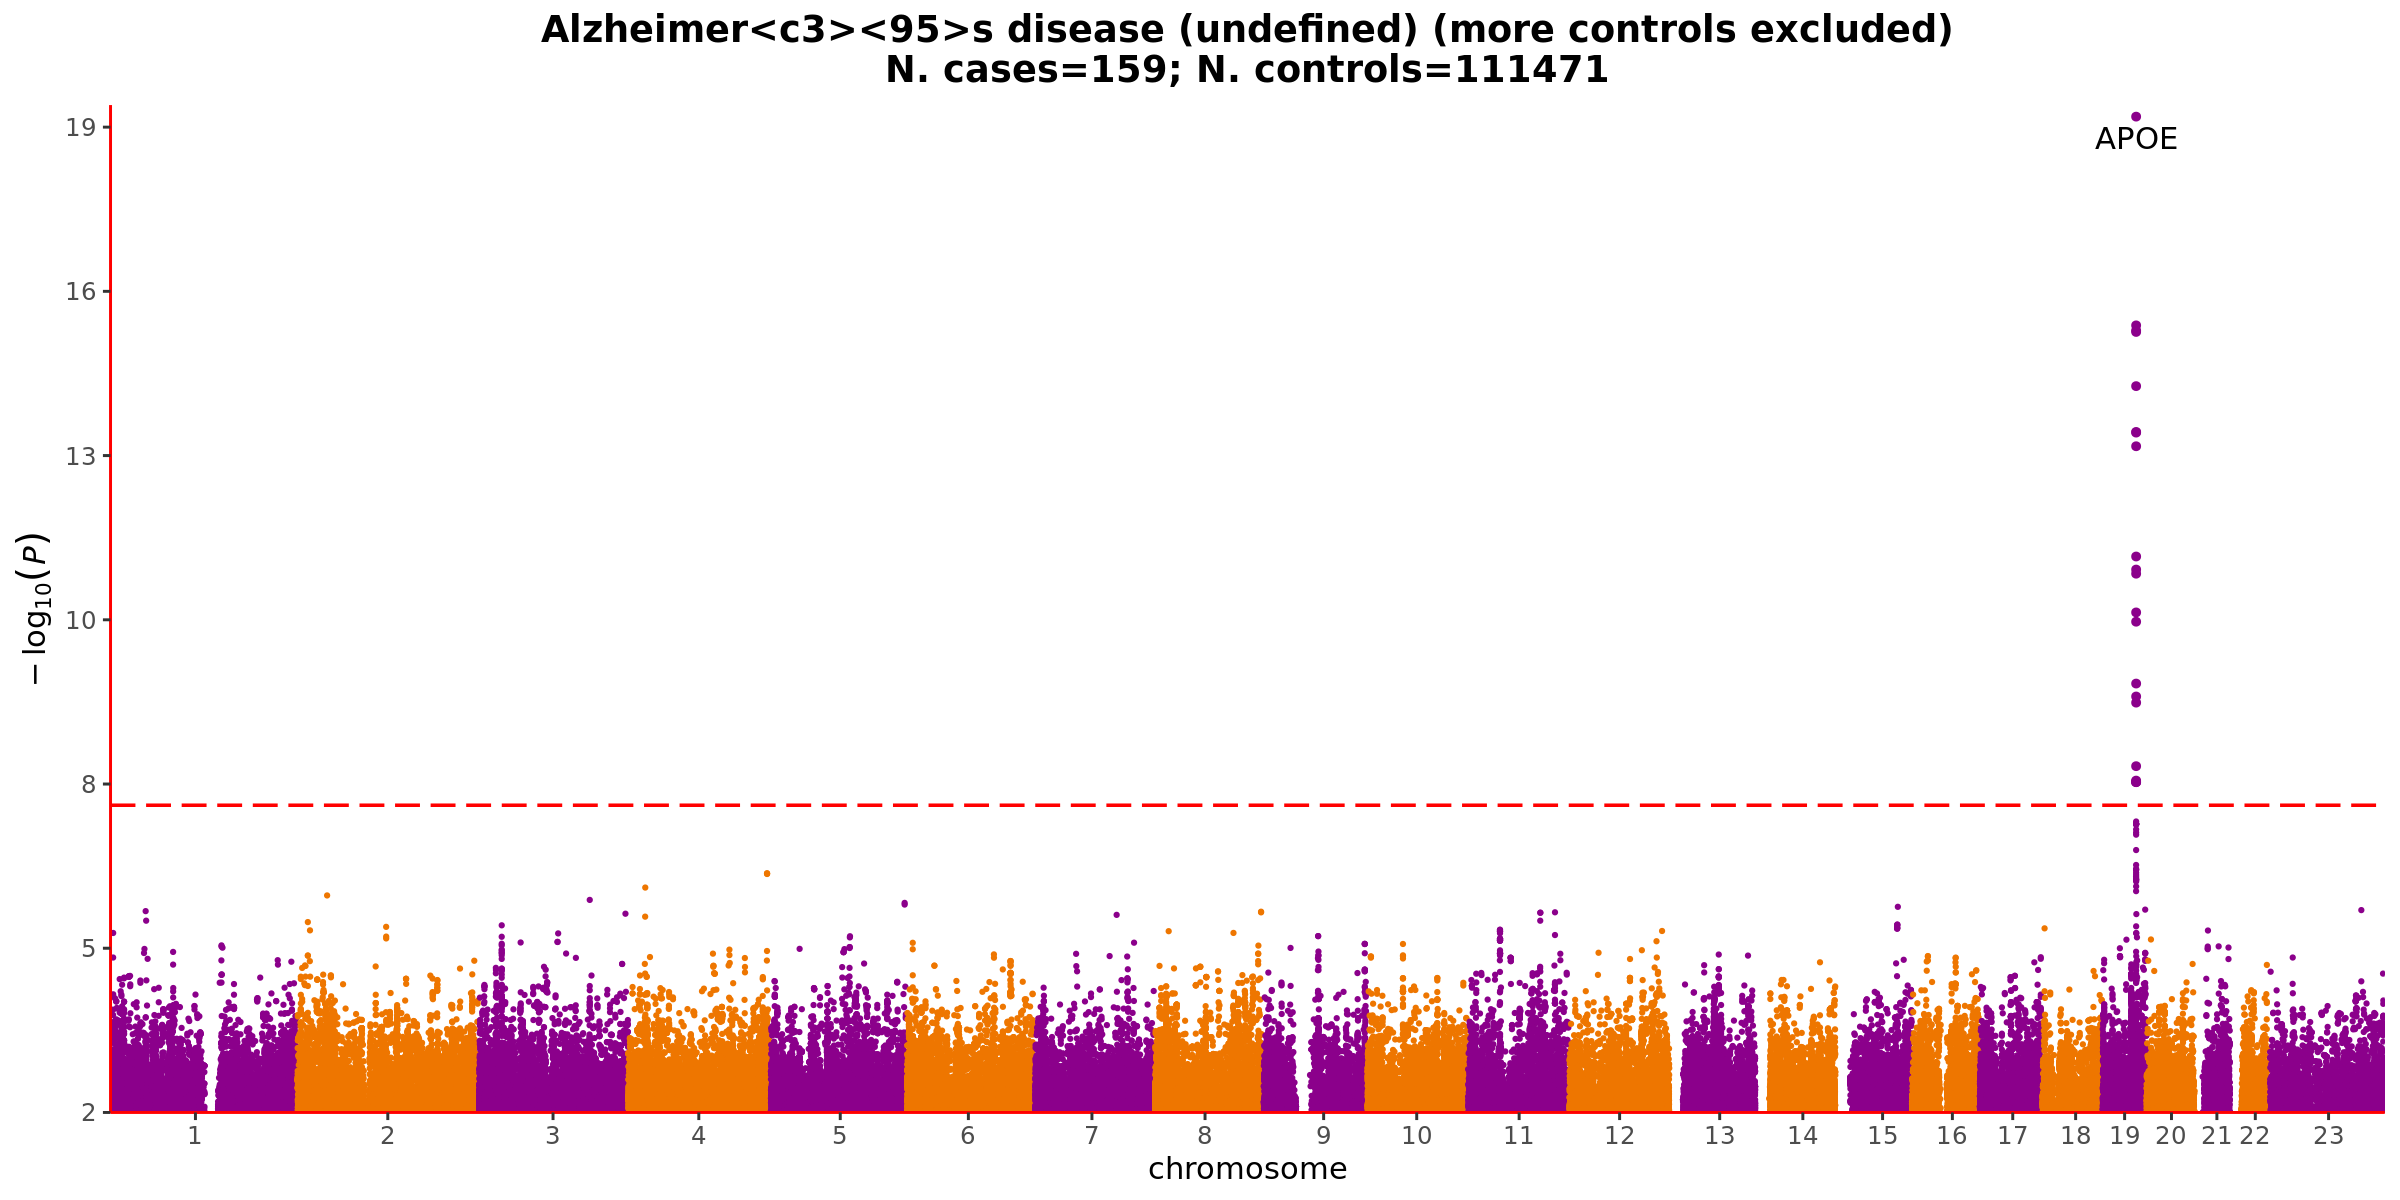 Alzheimer<c3><95>s disease (undefined) (more controls excluded)
N. cases=159; N. controls=111471
19
APOE
16
13
−log10(P)
10
8
5
2
1 2 3 4 5 6 7 8 9 10 11 12 13 14 15 16 17 18 19 20 21 22 23
chromosome